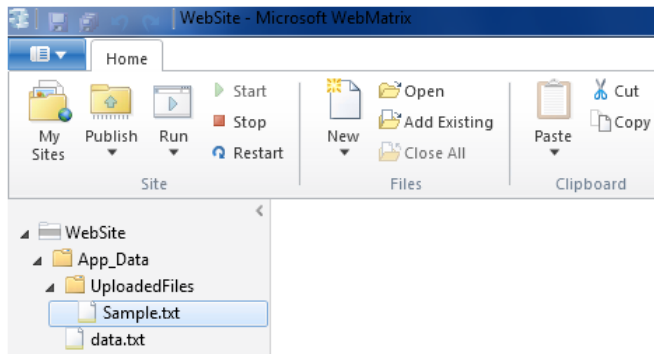 WebSite - Microsoft WebMatrix
Home
My Sites
Publish
Run
Start
Stop
Restart
Site
New
Open
Add Existing
Close All
Files
Paste
Cut
Copy
Clipboard
WebSite
App_Data
UploadedFiles
Sample.txt
data.txt